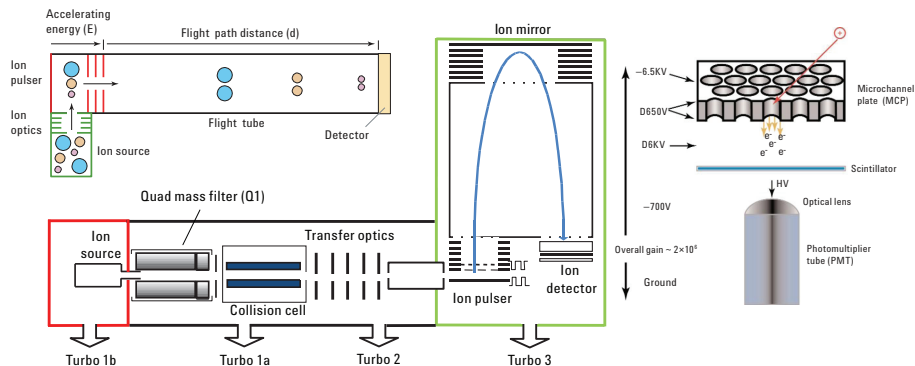 Accelerating
energy (E)
Flight path distance (d)
Ion
pulser
Ion
optics
Flight tube
Detector
Ion source
Quad mass filter (Q1)
Ion
source
Transfer optics
Collision cell
Turbo 1b
Turbo 1a
Turbo 2
Turbo 3
Ion mirror
Ion pulser
Ion
detector
−6.5KV
D650V
D6KV
−700V
Overall gain ~ 2×10⁶
Ground
+
Microchannel
plate (MCP)
e-
e-
e-
e-
e-
Scintillator
HV
Optical lens
Photomultiplier
tube (PMT)